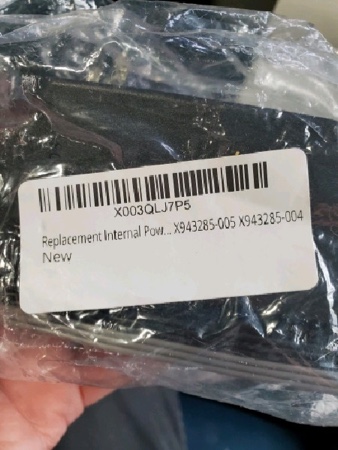 X003QLJ7P5
Replacement Internal Pow... X943285-005 X943285-004
New